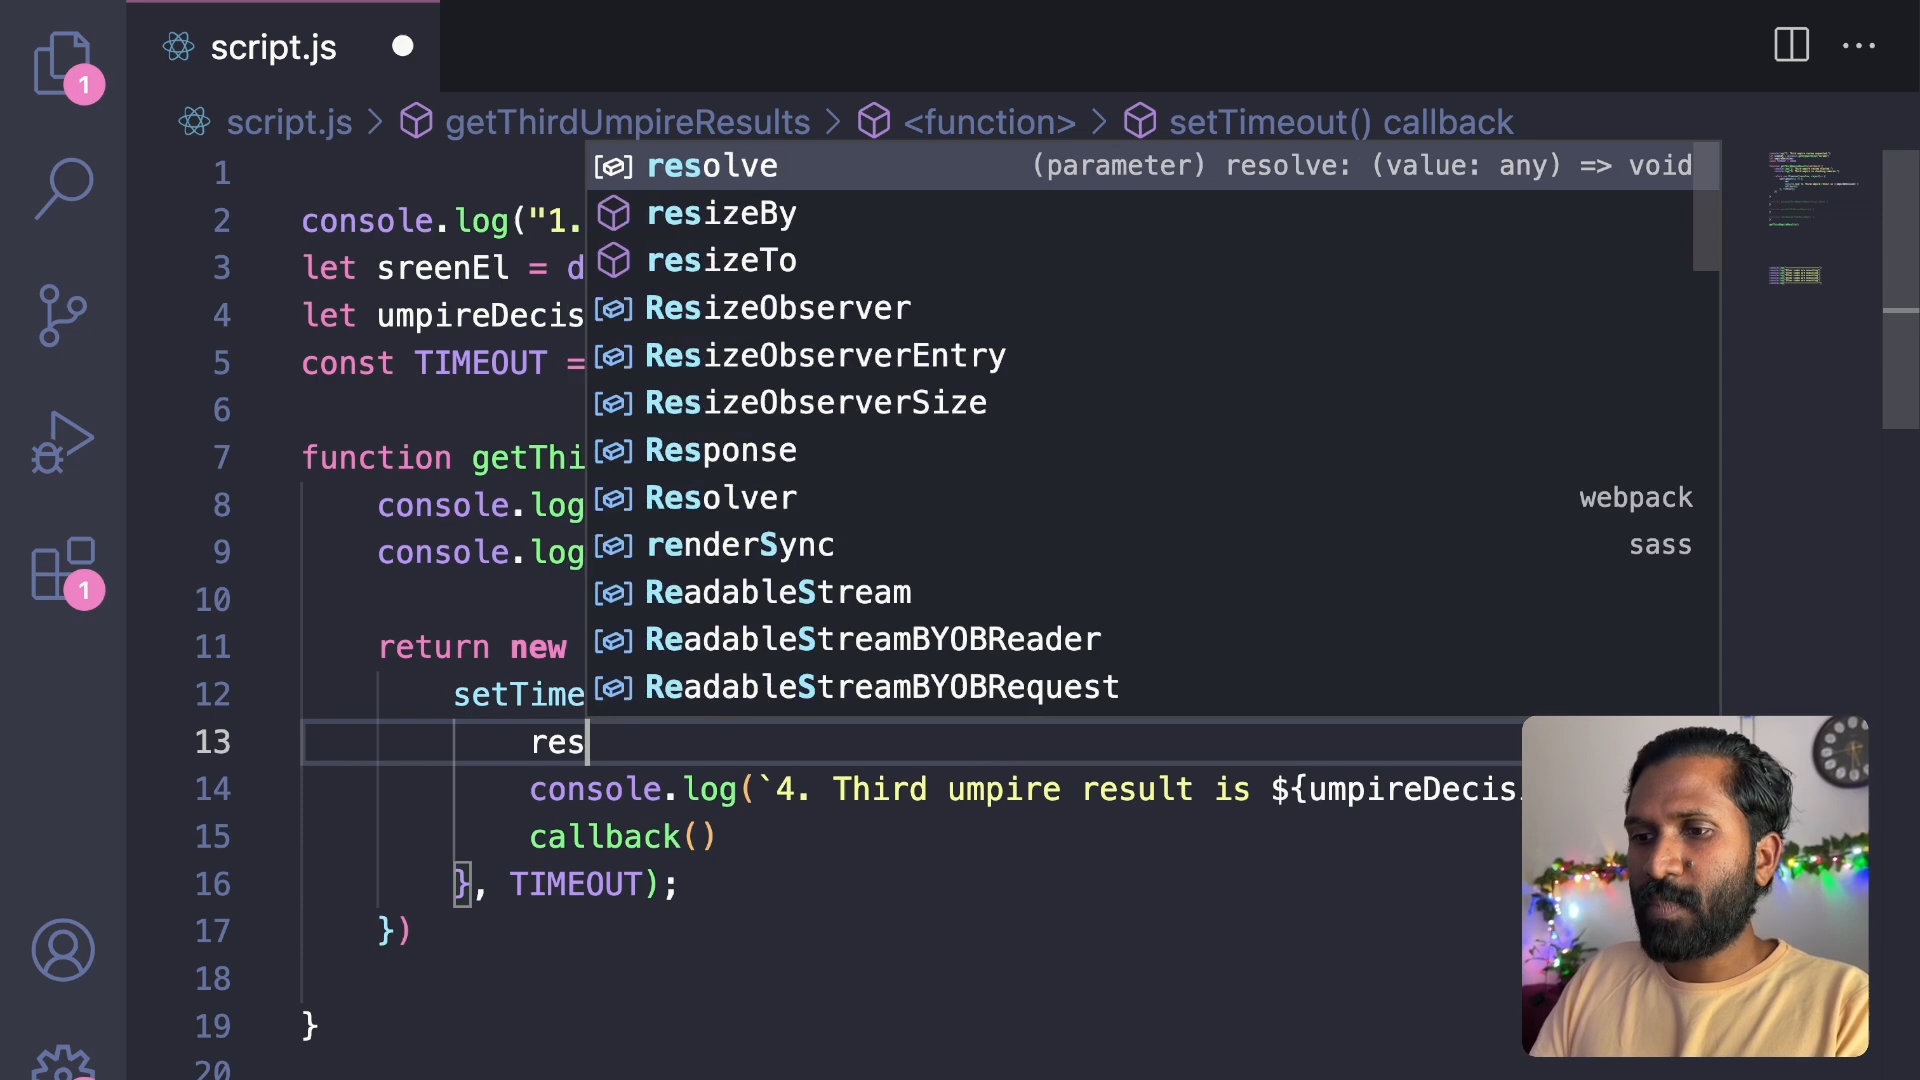 script.js
script.js > getThirdUmpireResults > <function> > setTimeout() callback
1
1
1
2 console.log("1.
3 let sreenEl = d
4 let umpireDecis
5 const TIMEOUT =
6
7 function getThi
8 console.log
9 console.log
10
11 return new
12 setTime
13 res
14 console.log(`4. Third umpire result is ${umpireDecis
15 callback()
16 }, TIMEOUT);
17 })
18
19 }
20
resolve (parameter) resolve: (value: any) => void
resizeBy
resizeTo
ResizeObserver
ResizeObserverEntry
ResizeObserverSize
Response
Resolver webpack
renderSync sass
ReadableStream
ReadableStreamBYOBReader
ReadableStreamBYOBRequest